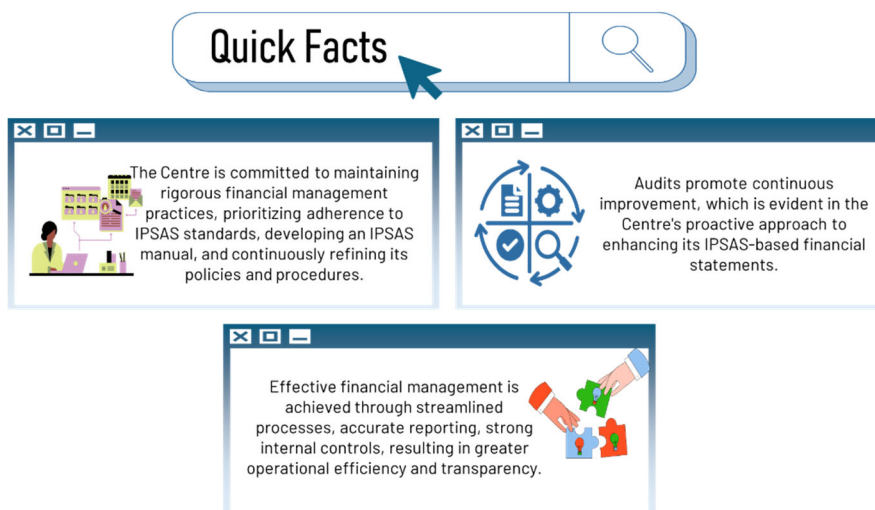 Quick Facts
The Centre is committed to maintaining
rigorous financial management
practices, prioritizing adherence to
IPSAS standards, developing an IPSAS
manual, and continuously refining its
policies and procedures.
Audits promote continuous
improvement, which is evident in the
Centre's proactive approach to
enhancing its IPSAS-based financial
statements.
Effective financial management is
achieved through streamlined
processes, accurate reporting, strong
internal controls, resulting in greater
operational efficiency and transparency.